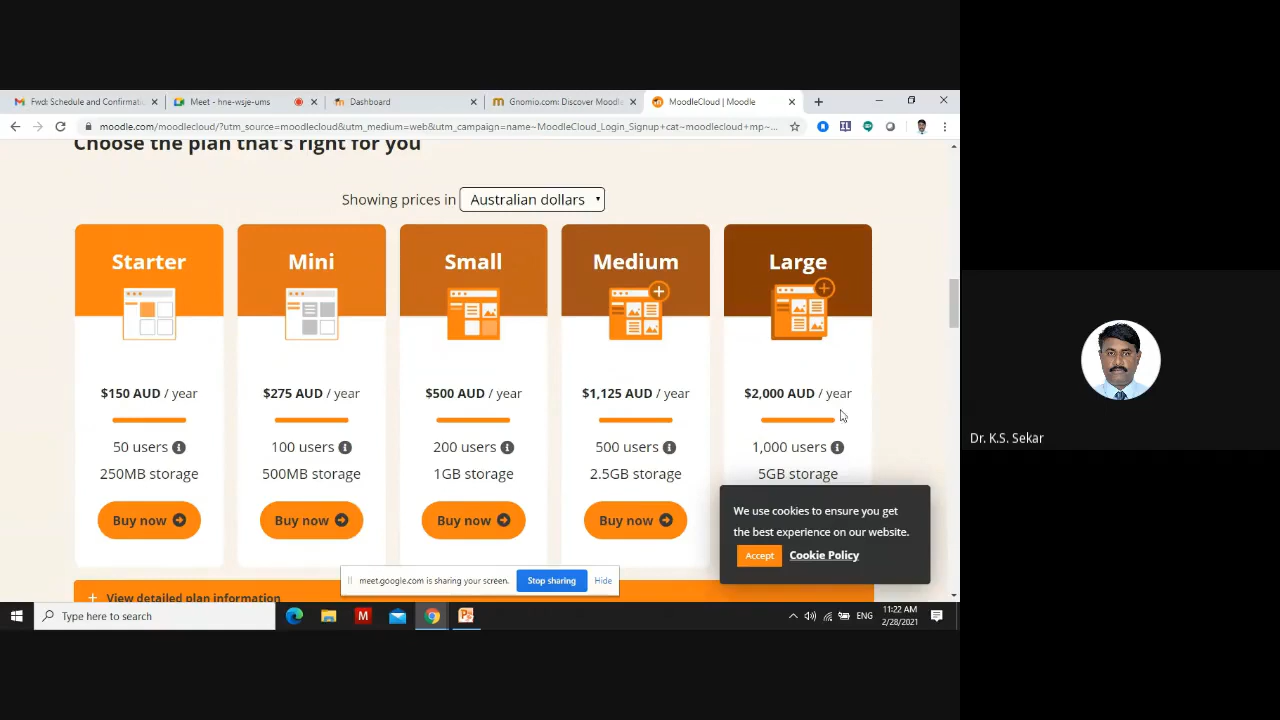 Fwd: Schedule and Confirmati
Meet - hne-wsje-ums
Dashboard
Gnomio.com: Discover Moodle
MoodleCloud | Moodle
moodle.com/moodlecloud/?utm_source=moodlecloud&utm_medium=web&utm_campaign=name~MoodleCloud_Login_Signup+cat~moodlecloud+mp~...
Choose the plan that's right for you
Showing prices in Australian dollars
Starter
Mini
Small
Medium
Large
$150 AUD / year
$275 AUD / year
$500 AUD / year
$1,125 AUD / year
$2,000 AUD / year
50 users
100 users
200 users
500 users
1,000 users
250MB storage
500MB storage
1GB storage
2.5GB storage
5GB storage
Buy now
Buy now
Buy now
Buy now
We use cookies to ensure you get
the best experience on our website.
Accept Cookie Policy
meet.google.com is sharing your screen. Stop sharing Hide
+ View detailed plan information
Type here to search
ENG
11:22 AM
2/28/2021
Dr. K.S. Sekar